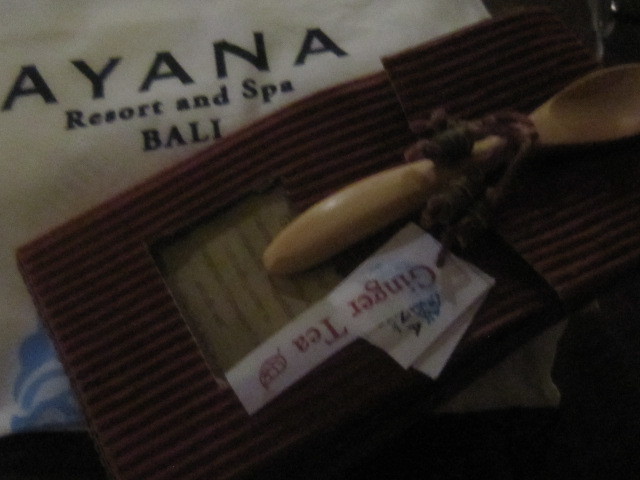 AYANA
Resort and Spa
BALI
Ginger Tea